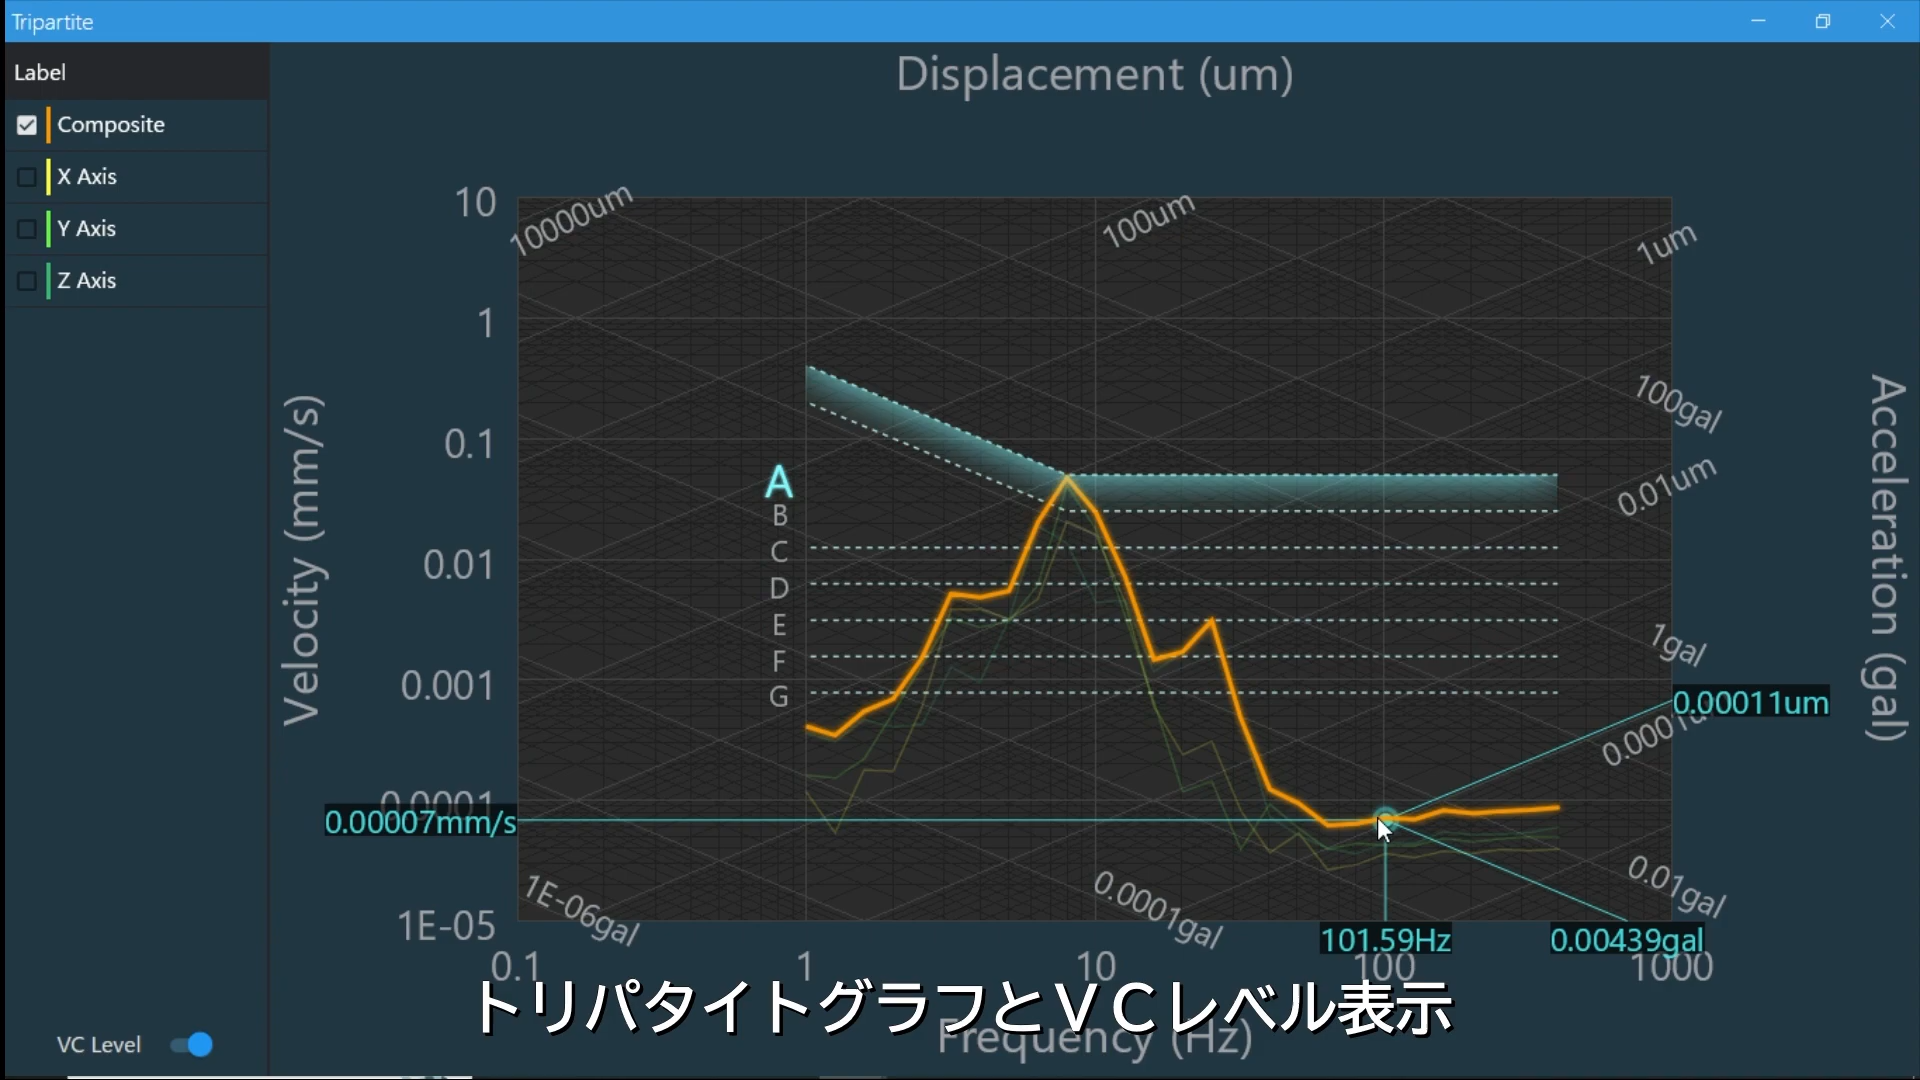 Tripartite
Label
Composite
X Axis
Y Axis
Z Axis
VC Level
Displacement (um)
Velocity (mm/s)
Acceleration (gal)
10
1
0.1
0.01
0.001
0.0001
1E-05
10000um
100um
1um
100gal
0.01um
1gal
0.0001um
0.01gal
0.0001gal
1E-06gal
A
B
C
D
E
F
G
0.00011um
0.00007mm/s
101.59Hz
0.00439gal
0.1
1
10
100
1000
Frequency (Hz)
トリパタイトグラフとVCレベル表示